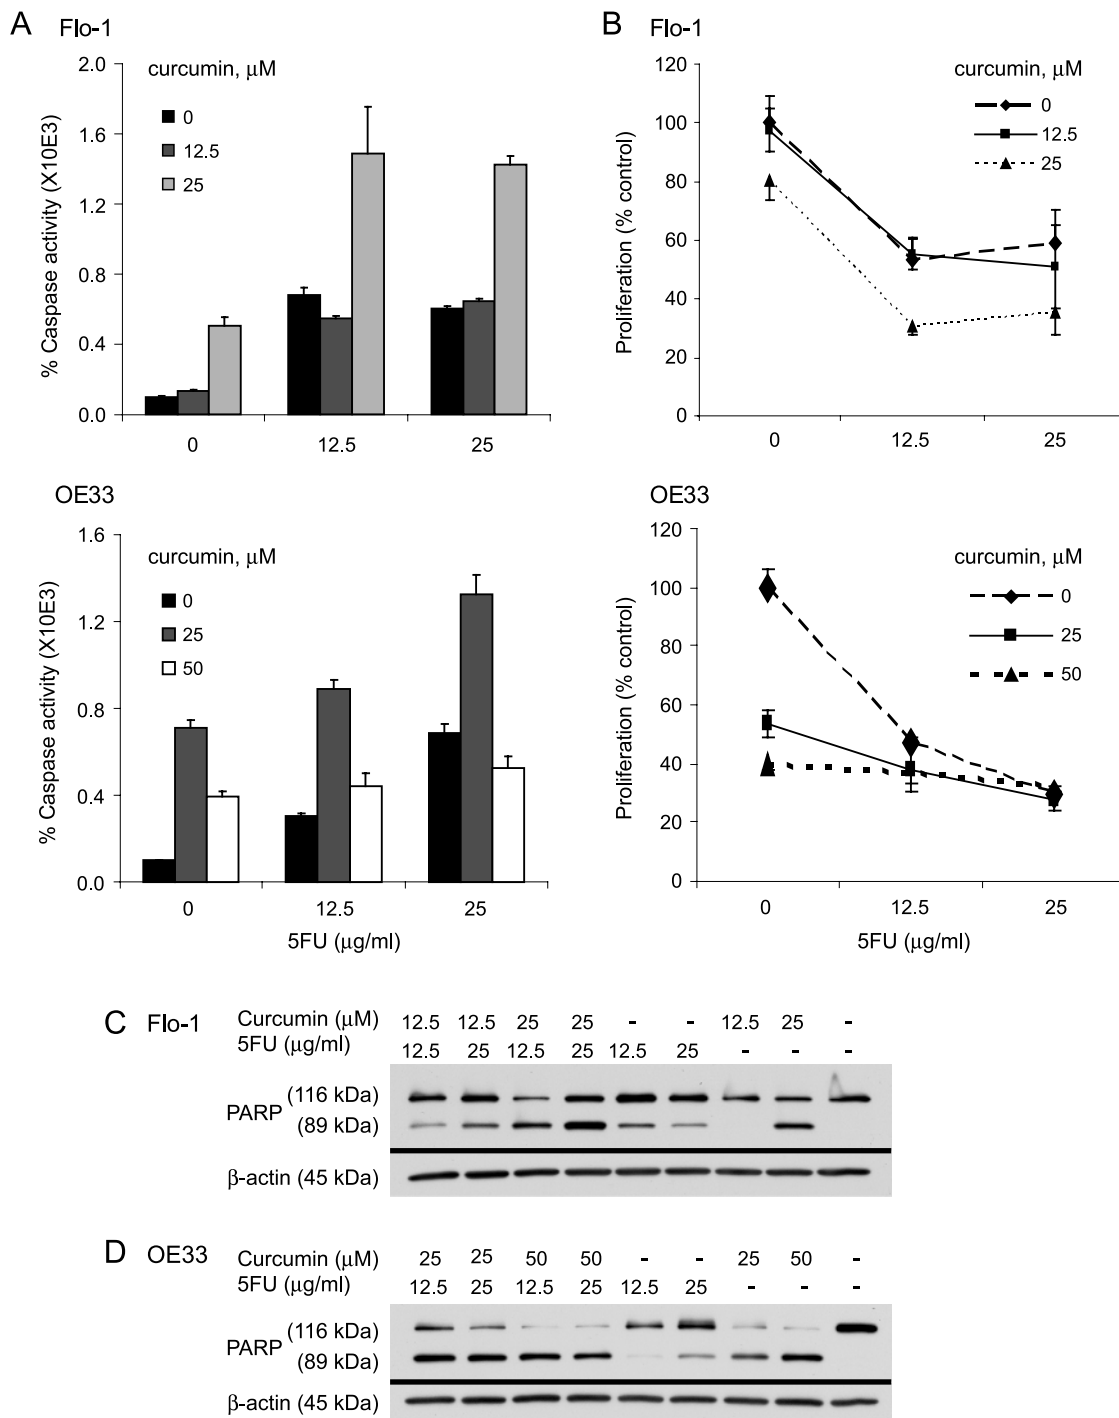 A Flo-1
2.0
1.6
1.2
0.8
0.4
0.0
% Caspase activity (X10E3)
curcumin, μM
0
12.5
25
0 12.5 25
B Flo-1
120
100
80
60
40
20
0
Proliferation (% control)
curcumin, μM
0
12.5
25
0 12.5 25
OE33
1.6
1.2
0.8
0.4
0.0
% Caspase activity (X10E3)
curcumin, μM
0
25
50
0 12.5 25
5FU (μg/ml)
OE33
120
100
80
60
40
20
0
Proliferation (% control)
curcumin, μM
0
25
50
0 12.5 25
5FU (μg/ml)
C Flo-1
Curcumin (μM) 12.5 12.5 25 25 - - 12.5 25 -
5FU (μg/ml) 12.5 25 12.5 25 12.5 25 - - -
PARP (116 kDa)
(89 kDa)
β-actin (45 kDa)
D OE33
Curcumin (μM) 25 25 50 50 - - 25 50 -
5FU (μg/ml) 12.5 25 12.5 25 12.5 25 - - -
PARP (116 kDa)
(89 kDa)
β-actin (45 kDa)